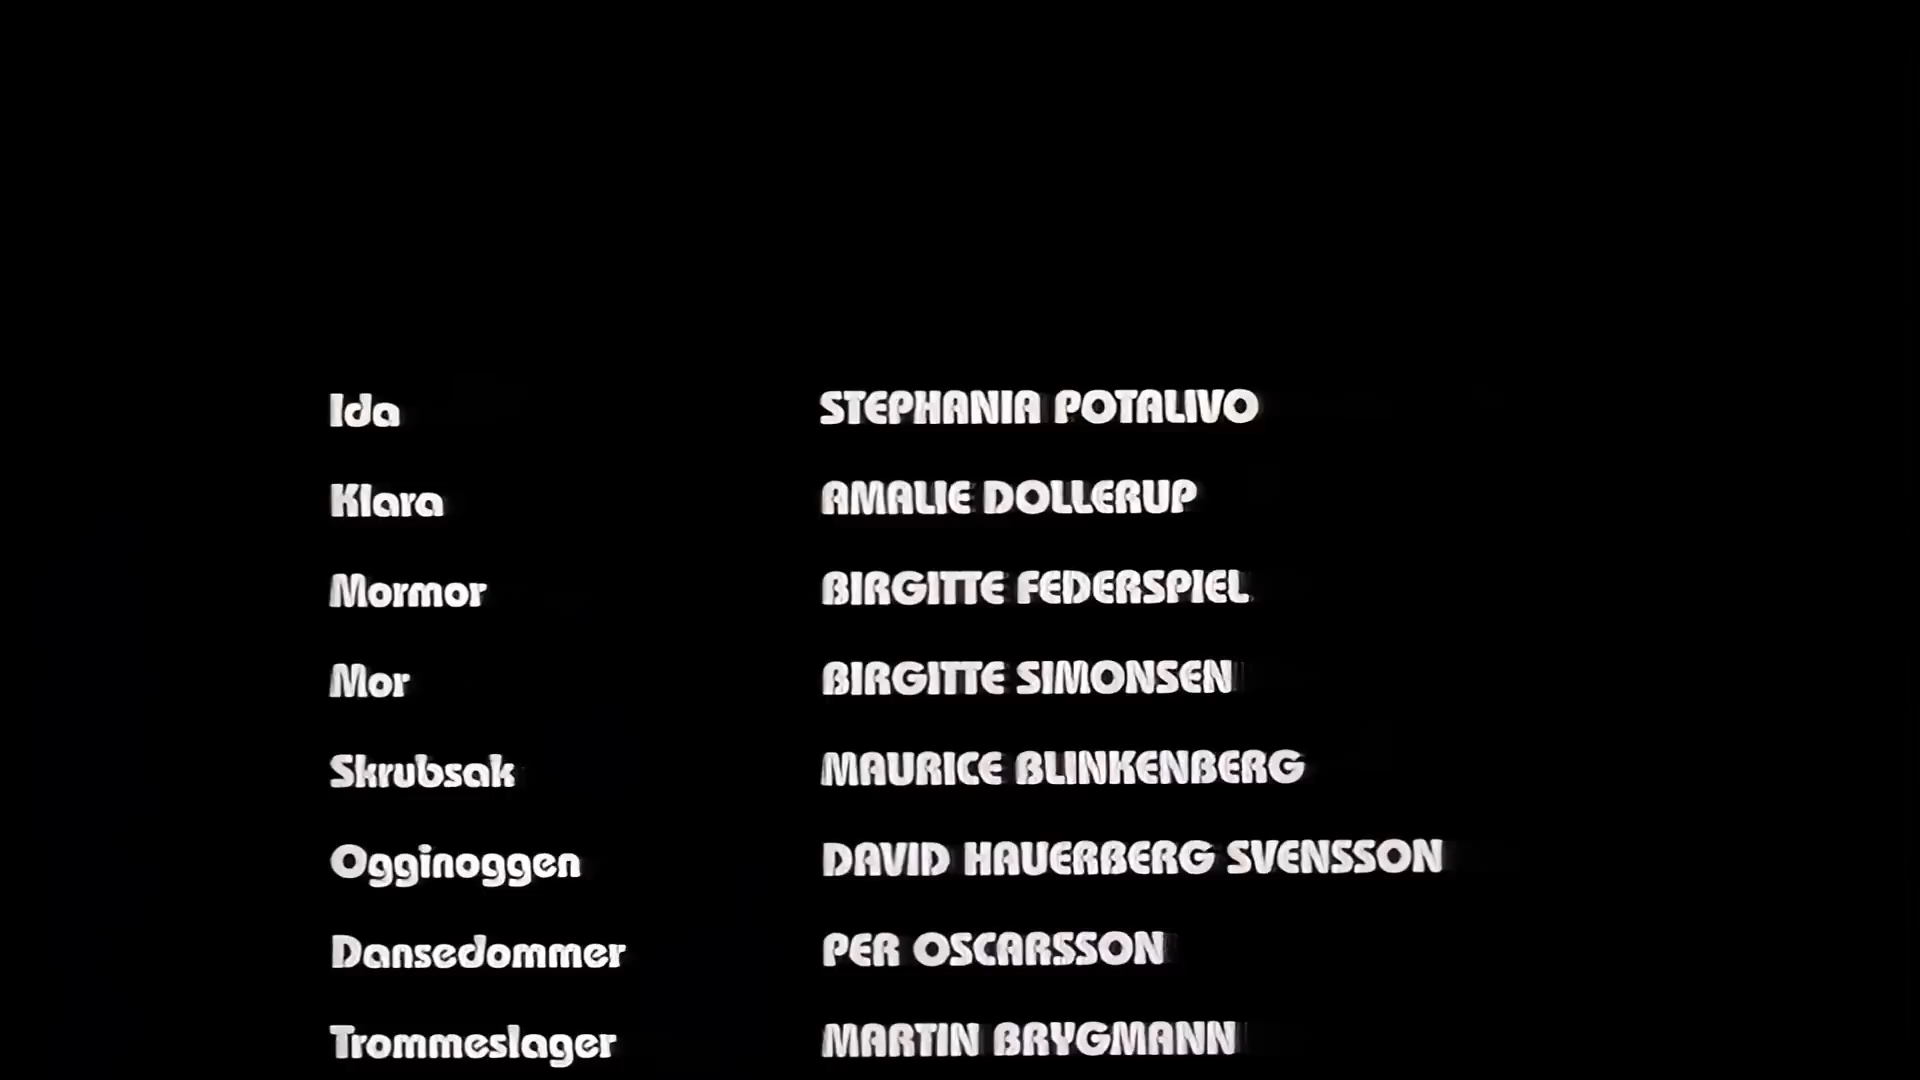 Ida STEPHANIA POTALIVO
Klara AMALIE DOLLERUP
Mormor BIRGITTE FEDERSPIEL
Mor BIRGITTE SIMONSEN
Skrubsak MAURICE BLINKENBERG
Ogginoggen DAVID HAUERBERG SVENSSON
Dansedommer PER OSCARSSON
Trommeslager MARTIN BRYGMANN